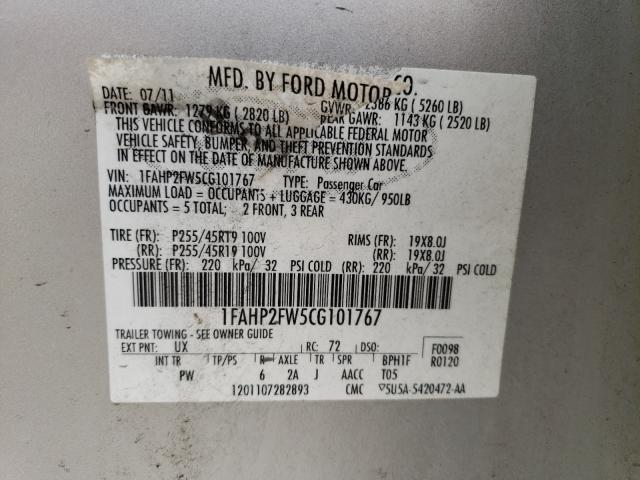 MFD. BY FORD MOTOR CO.
DATE: 07/11 GVWR: 2386 KG ( 5260 LB)
FRONT GAWR: 1279 KG ( 2820 LB) REAR GAWR: 1143 KG ( 2520 LB)
THIS VEHICLE CONFORMS TO ALL APPLICABLE FEDERAL MOTOR
VEHICLE SAFETY, BUMPER, AND THEFT PREVENTION STANDARDS
IN EFFECT ON THE DATE OF MANUFACTURE SHOWN ABOVE.
VIN: 1FAHP2FW5CG101767 TYPE: Passenger Car
MAXIMUM LOAD = OCCUPANTS + LUGGAGE = 430KG/ 950LB
OCCUPANTS = 5 TOTAL; 2 FRONT, 3 REAR
TIRE (FR): P255/45R19 100V RIMS (FR): 19X8.0J
(RR): P255/45R19 100V (RR): 19X8.0J
PRESSURE (FR): 220 kPa/ 32 PSI COLD (RR): 220 kPa/ 32 PSI COLD
1FAHP2FW5CG101767
TRAILER TOWING - SEE OWNER GUIDE
EXT PNT: UX RC: 72 DSO: F0098
INT TR TP/PS R AXLE TR SPR BPH1F R0120
PW 6 2A J AACC T05
1201107282893 CMC ▽5U5A-5420472-AA